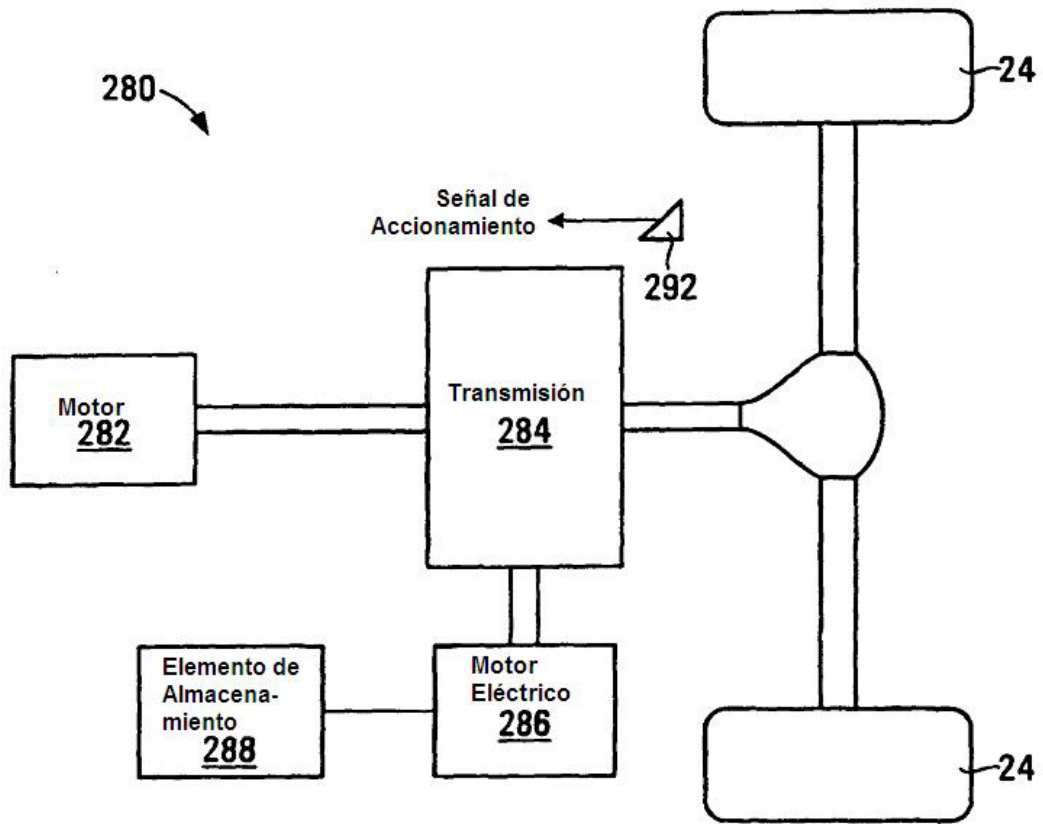 24
280
Señal de
Accionamiento
292
Motor
282
Transmisión
284
Elemento de
Almacena-
miento
288
Motor
Eléctrico
286
24